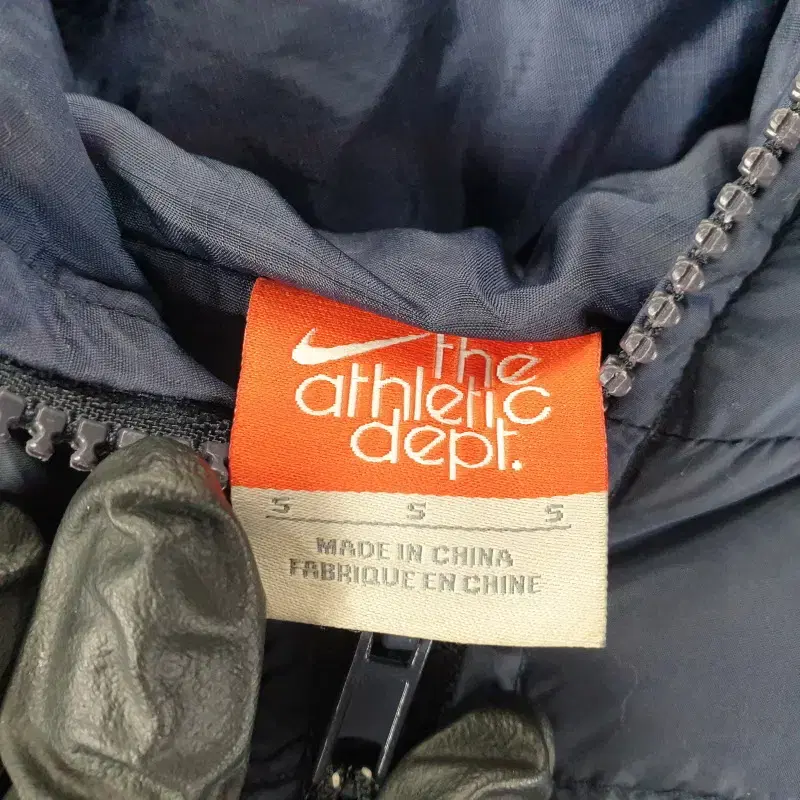 the
athletic
dept.
S S S
MADE IN CHINA
FABRIQUE EN CHINE